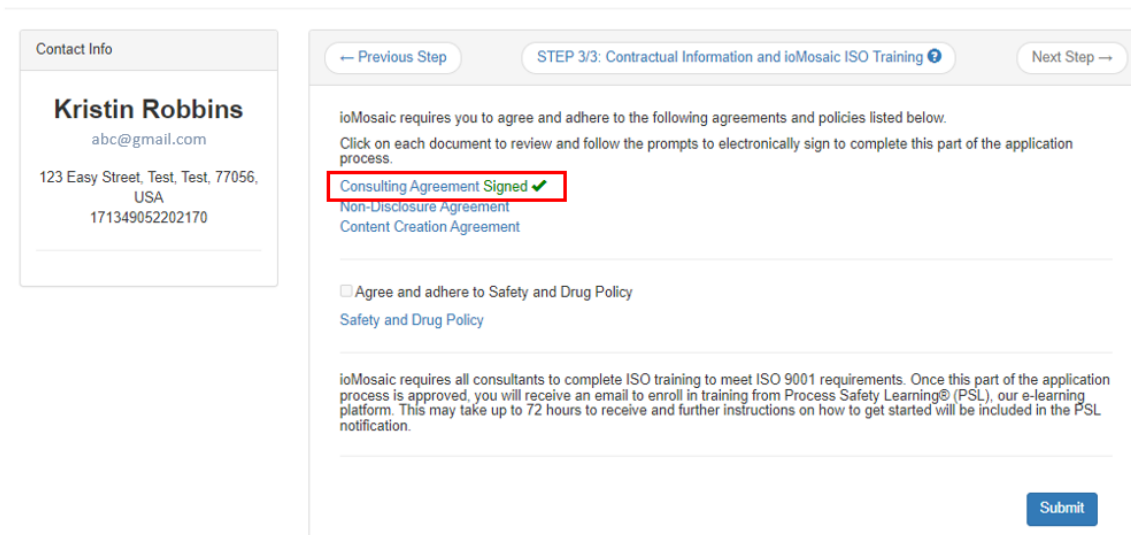 Contact Info
Kristin Robbins
abc@gmail.com
123 Easy Street, Test, Test, 77056,
USA
171349052202170
← Previous Step
STEP 3/3: Contractual Information and ioMosaic ISO Training ?
Next Step →
ioMosaic requires you to agree and adhere to the following agreements and policies listed below.
Click on each document to review and follow the prompts to electronically sign to complete this part of the application
process.
Consulting Agreement Signed ✔
Non-Disclosure Agreement
Content Creation Agreement
Agree and adhere to Safety and Drug Policy
Safety and Drug Policy
ioMosaic requires all consultants to complete ISO training to meet ISO 9001 requirements. Once this part of the application
process is approved, you will receive an email to enroll in training from Process Safety Learning® (PSL), our e-learning
platform. This may take up to 72 hours to receive and further instructions on how to get started will be included in the PSL
notification.
Submit